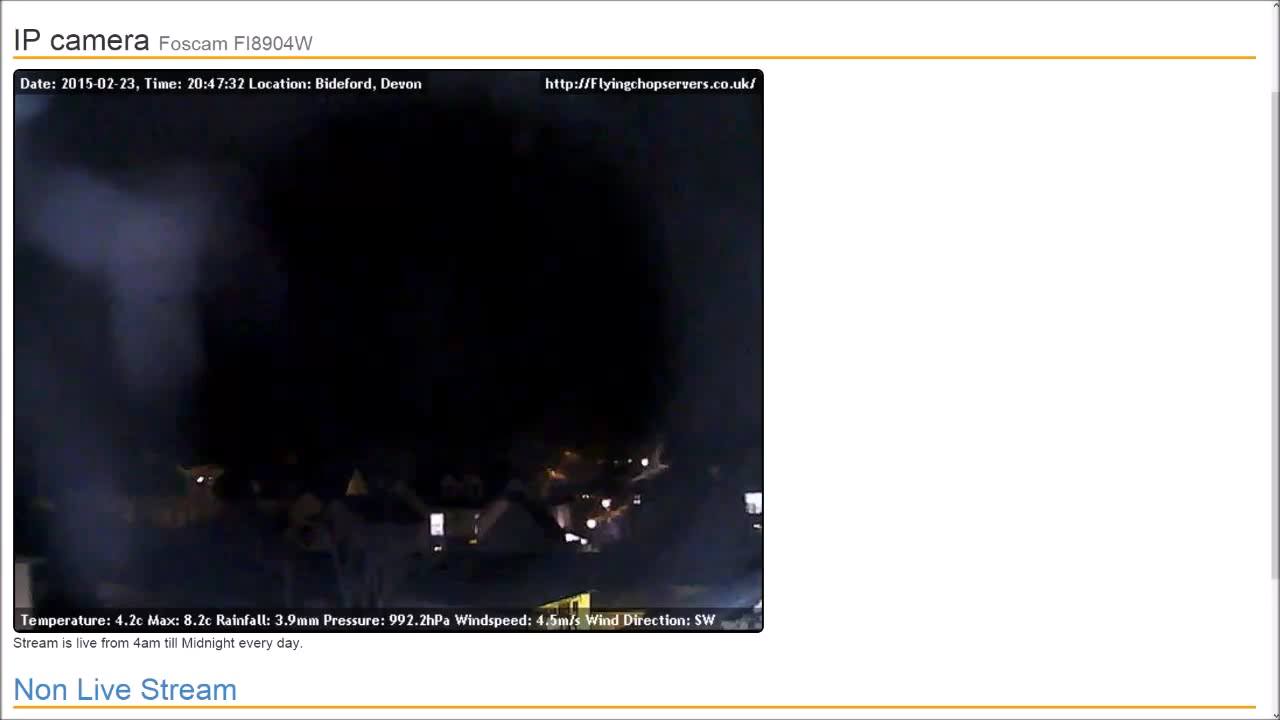 IP camera Foscam FI8904W
Date: 2015-02-23, Time: 20:47:32 Location: Bideford, Devon http://Flyingchopservers.co.uk/
Temperature: 4.2c Max: 8.2c Rainfall: 3.9mm Pressure: 992.2hPa Windspeed: 4.5m/s Wind Direction: SW
Stream is live from 4am till Midnight every day.
Non Live Stream